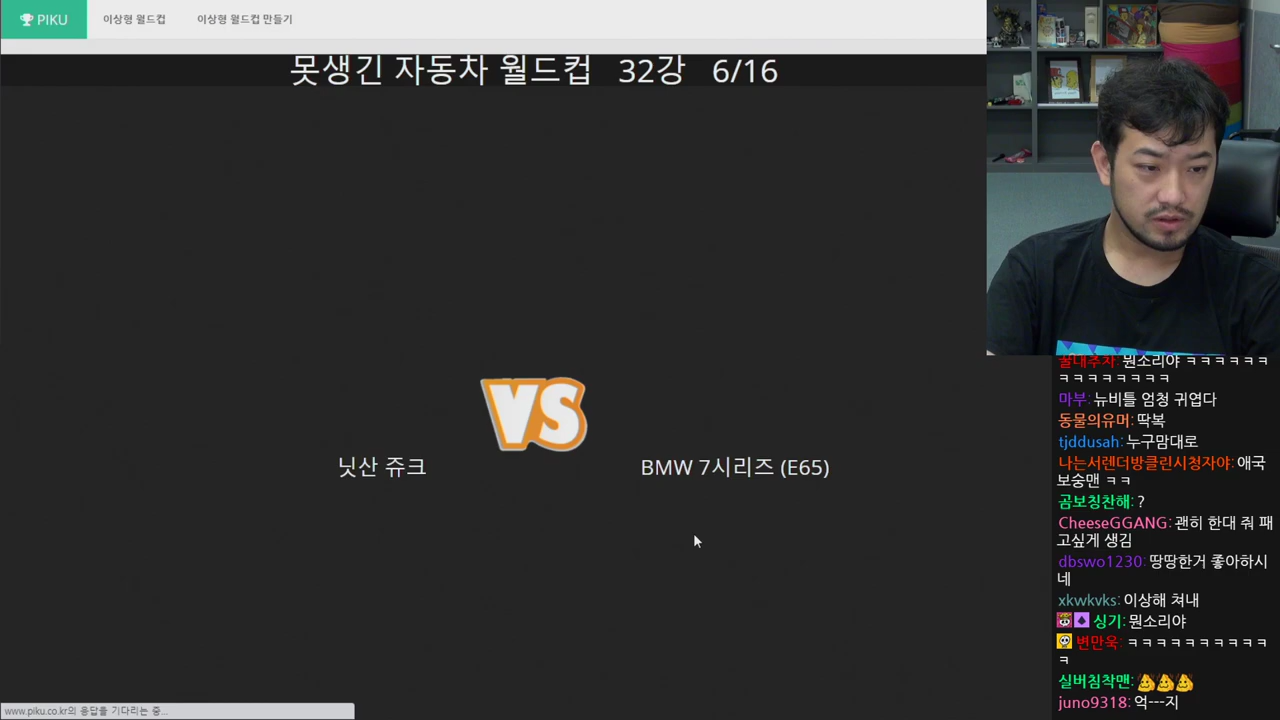 PIKU
이상형 월드컵
이상형 월드컵 만들기
못생긴 자동차 월드컵 32강 6/16
VS
닛산 쥬크
BMW 7시리즈 (E65)
꿀대추차: 뭔소리야 ㅋㅋㅋㅋㅋㅋ
ㅋㅋㅋㅋㅋㅋㅋㅋ
마부: 뉴비틀 엄청 귀엽다
동물의유머: 딱복
tjddusah: 누구맘대로
나는서렌더방클린시청자야: 애국
보숭맨 ㅋㅋ
곰보칭찬해: ?
CheeseGGANG: 괜히 한대 줘 패
고싶게 생김
dbswo1230: 땅땅한거 좋아하시
네
xkwkvks: 이상해 쳐내
싱기: 뭔소리야
변만욱: ㅋㅋㅋㅋㅋㅋㅋㅋㅋㅋ
ㅋ
실버침착맨:
juno9318: 억---지
www.piku.co.kr의 응답을 기다리는 중...